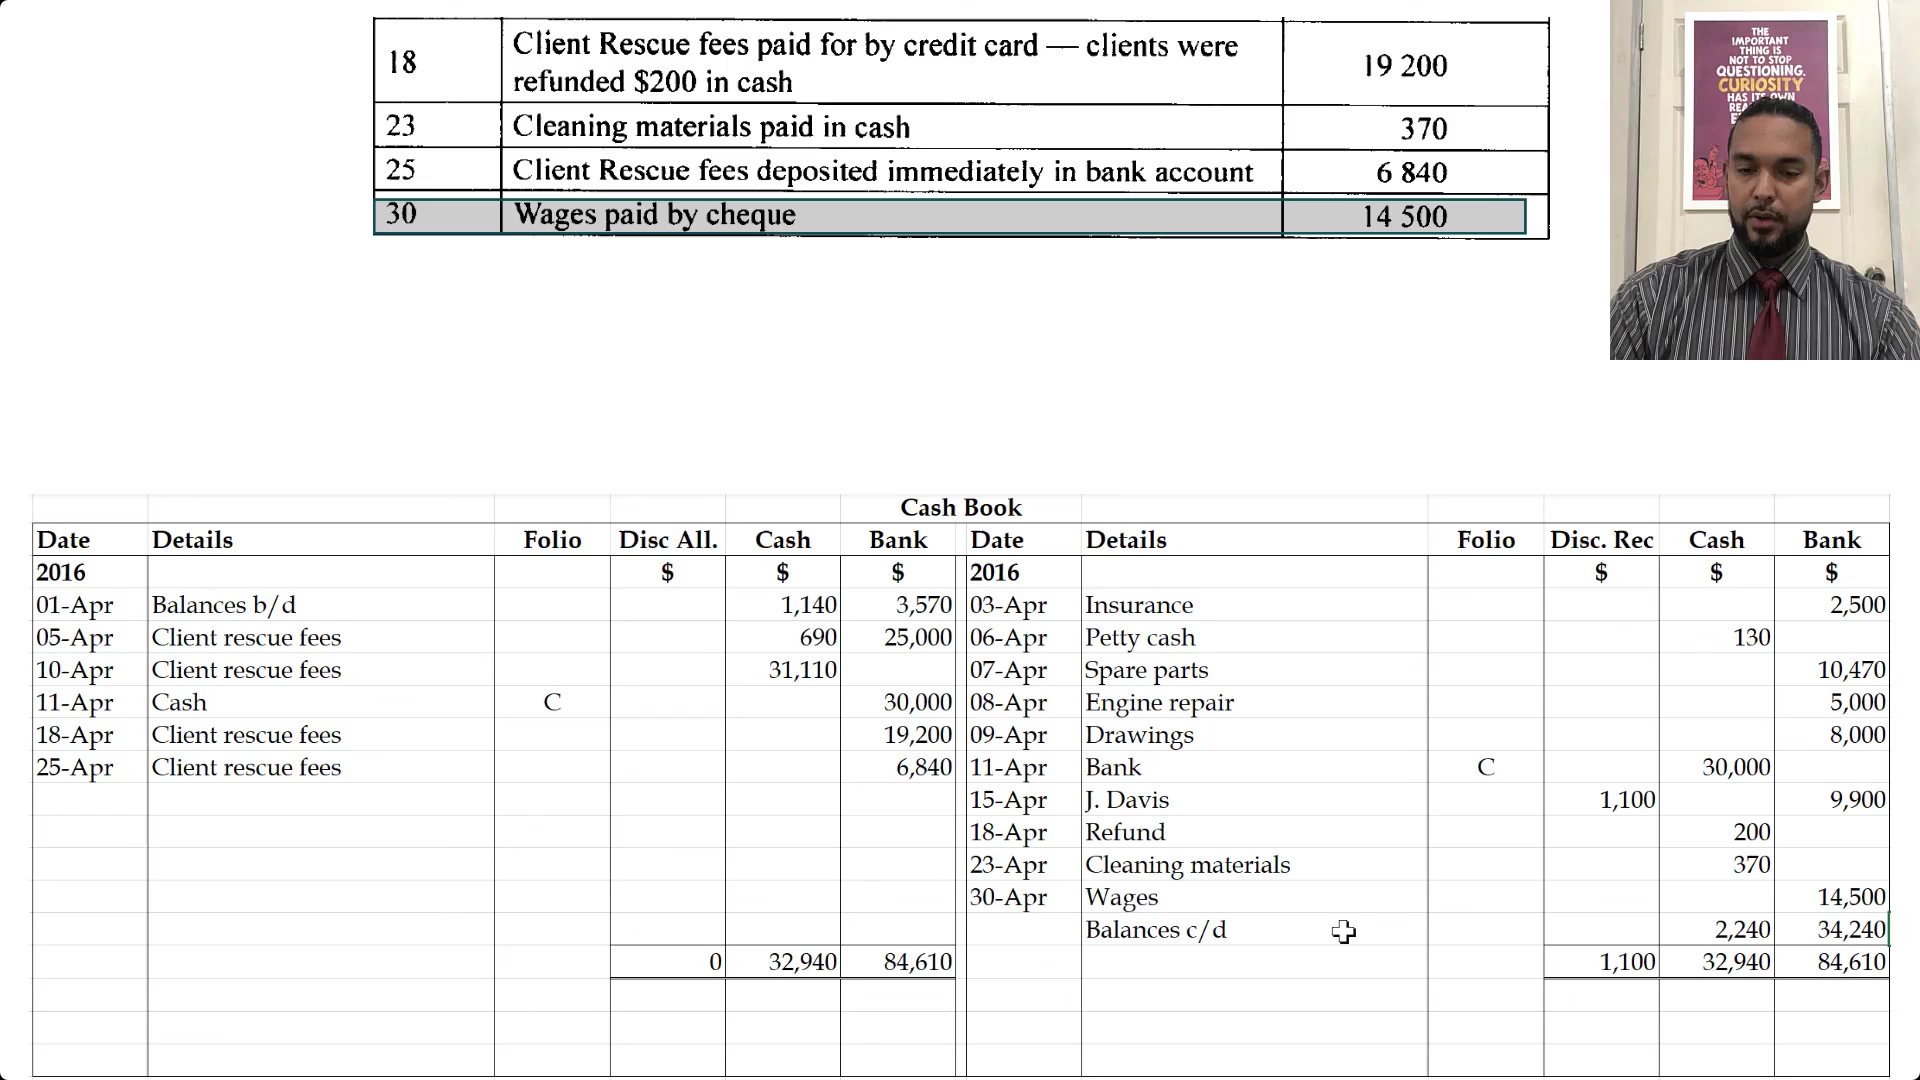 18 Client Rescue fees paid for by credit card — clients were refunded $200 in cash 19 200
23 Cleaning materials paid in cash 370
25 Client Rescue fees deposited immediately in bank account 6 840
30 Wages paid by cheque 14 500
THE
IMPORTANT
THING IS
NOT TO STOP
QUESTIONING.
CURIOSITY
HAS ITS OWN
Cash Book
Date Details Folio Disc All. Cash Bank Date Details Folio Disc. Rec Cash Bank
2016 $ $ $ 2016 $ $ $
01-Apr Balances b/d 1,140 3,570 03-Apr Insurance 2,500
05-Apr Client rescue fees 690 25,000 06-Apr Petty cash 130
10-Apr Client rescue fees 31,110 07-Apr Spare parts 10,470
11-Apr Cash C 30,000 08-Apr Engine repair 5,000
18-Apr Client rescue fees 19,200 09-Apr Drawings 8,000
25-Apr Client rescue fees 6,840 11-Apr Bank C 30,000
15-Apr J. Davis 1,100 9,900
18-Apr Refund 200
23-Apr Cleaning materials 370
30-Apr Wages 14,500
Balances c/d 2,240 34,240
0 32,940 84,610 1,100 32,940 84,610